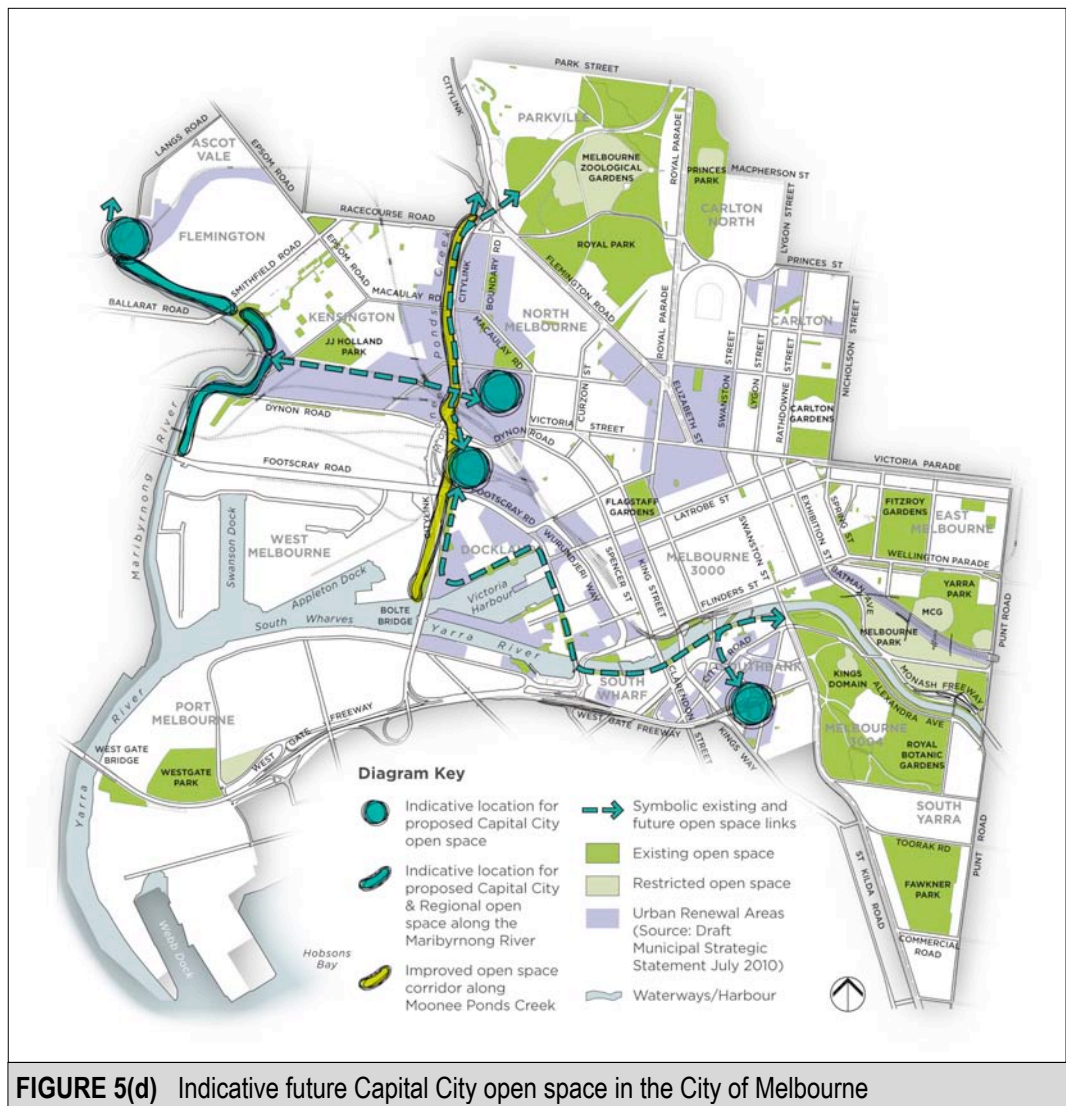 PARK STREET
CITYLINK
PARKVILLE
LANGS ROAD
ASCOT
VALE
EPSOM ROAD
MELBOURNE
ZOOLOGICAL
GARDENS
ROYAL PARADE
PRINCES
PARK
MACPHERSON ST
CARLTON
NORTH
LYGON STREET
RACECOURSE ROAD
FLEMINGTON
ROYAL PARK
PRINCES ST
SMITHFIELD ROAD
EPSOM ROAD
Ponds Creek
CITYLINK
BOUNDARY RD
FLEMINGTON ROAD
BALLARAT ROAD
MACAULAY RD
KENSINGTON
NORTH
MELBOURNE
ROYAL PARADE
CARLTON
JJ HOLLAND
PARK
MACAULAY RD
SWANSTON STREET
LYGON STREET
RATHDOWNE STREET
NICHOLSON STREET
CURZON ST
ELIZABETH ST
CARLTON
GARDENS
DYNON ROAD
VICTORIA STREET
DYNON ROAD
VICTORIA PARADE
Maribyrnong River
FOOTSCRAY ROAD
FOOTSCRAY RD
FLAGSTAFF
GARDENS
LATROBE ST
EXHIBITION ST
SPRING ST
FITZROY
GARDENS
EAST
MELBOURNE
WEST
MELBOURNE
Swanson Dock
CITYLINK
DOCKLAND
WURUNDJERI WAY
SPENCER ST
KING STREET
MELBOURNE
3000
SWANSTON ST
WELLINGTON PARADE
Appleton Dock
Victoria
Harbour
FLINDERS ST
BATMAN AVE
YARRA
PARK
MCG
PUNT ROAD
BOLTE
BRIDGE
South Wharves
Yarra River
MELBOURNE
PARK
CITY ROAD
SOUTHBANK
SOUTH
WHARF
CLARENDON STREET
KINGS
DOMAIN
MONASH FREEWAY
ALEXANDRA AVE
PORT
MELBOURNE
WEST GATE FREEWAY
WEST GATE FREEWAY
KINGS WAY
MELBOURNE
3004
ROYAL
BOTANIC
GARDENS
WEST GATE
BRIDGE
WESTGATE
PARK
Yarra River
SOUTH
YARRA
PUNT ROAD
TOORAK RD
ST KILDA ROAD
FAWKNER
PARK
COMMERCIAL
ROAD
Webb Dock
Hobsons
Bay
Diagram Key
Indicative location for
proposed Capital City
open space
Indicative location for
proposed Capital City
& Regional open
space along the
Maribyrnong River
Improved open space
corridor along
Moonee Ponds Creek
Symbolic existing and
future open space links
Existing open space
Restricted open space
Urban Renewal Areas
(Source: Draft
Municipal Strategic
Statement July 2010)
Waterways/Harbour
FIGURE 5(d) Indicative future Capital City open space in the City of Melbourne